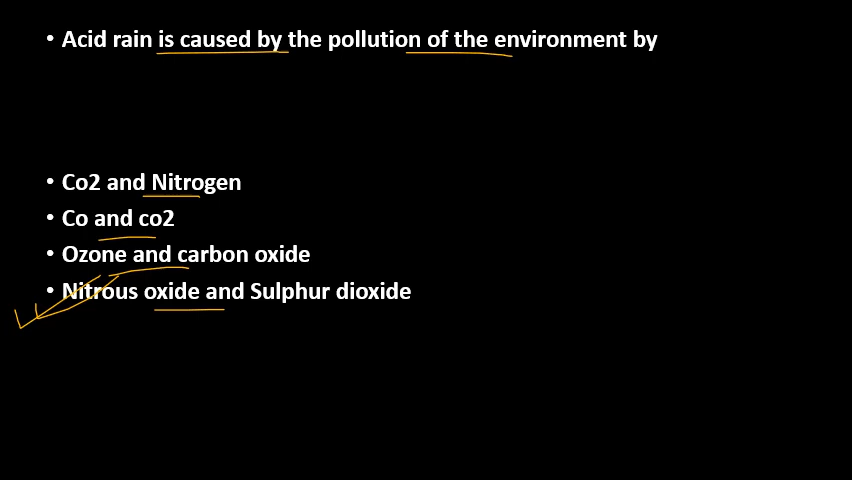 • Acid rain is caused by the pollution of the environment by
• Co2 and Nitrogen
• Co and co2
• Ozone and carbon oxide
• Nitrous oxide and Sulphur dioxide